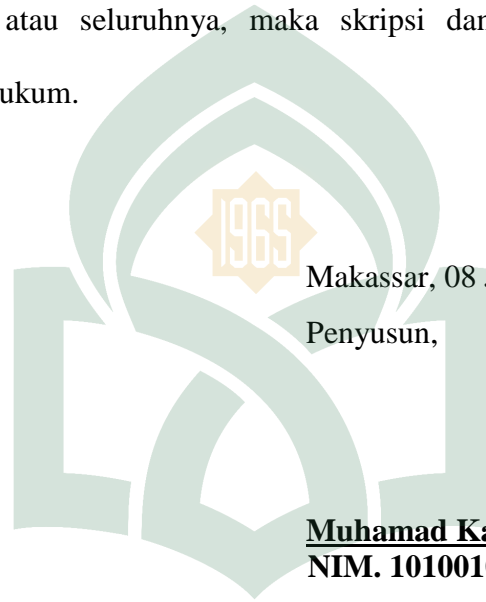 atau seluruhnya, maka skripsi dan
ukum.
1965
Makassar, 08
Penyusun,
Muhamad Ka
NIM. 101001